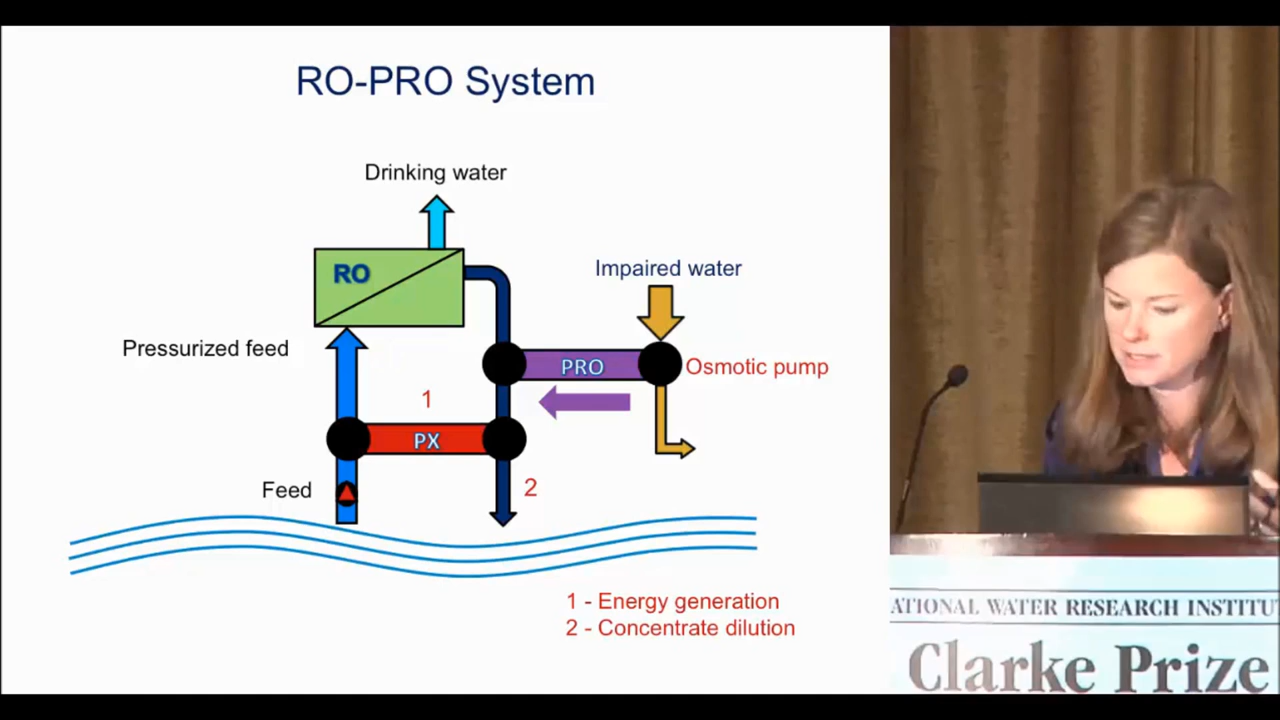 RO-PRO System
Drinking water
RO
Impaired water
Pressurized feed
PRO
Osmotic pump
1
PX
Feed
2
1 - Energy generation
2 - Concentrate dilution
ATIONAL WATER RESEARCH INSTITU
Clarke Prize